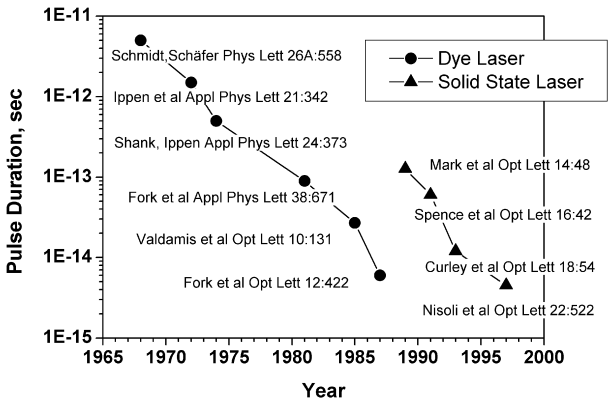 1E-11
1E-12
1E-13
1E-14
1E-15
Pulse Duration, sec
Dye Laser
Solid State Laser
Schmidt,Schäfer Phys Lett 26A:558
Ippen et al Appl Phys Lett 21:342
Shank, Ippen Appl Phys Lett 24:373
Mark et al Opt Lett 14:48
Fork et al Appl Phys Lett 38:671
Spence et al Opt Lett 16:42
Valdamis et al Opt Lett 10:131
Curley et al Opt Lett 18:54
Fork et al Opt Lett 12:422
Nisoli et al Opt Lett 22:522
1965 1970 1975 1980 1985 1990 1995 2000
Year